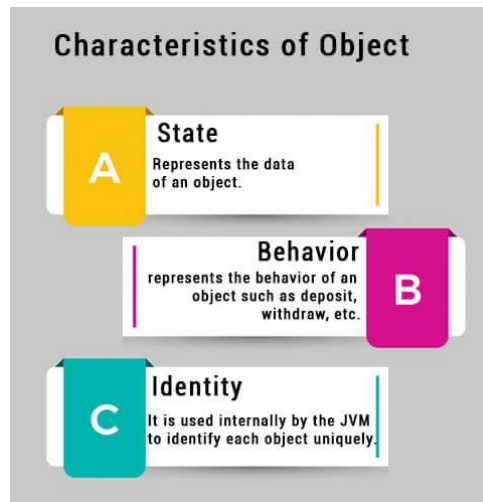 Characteristics of Object
A
State
Represents the data
of an object.
Behavior
represents the behavior of an
object such as deposit,
withdraw, etc.
B
C
Identity
It is used internally by the JVM
to identify each object uniquely.